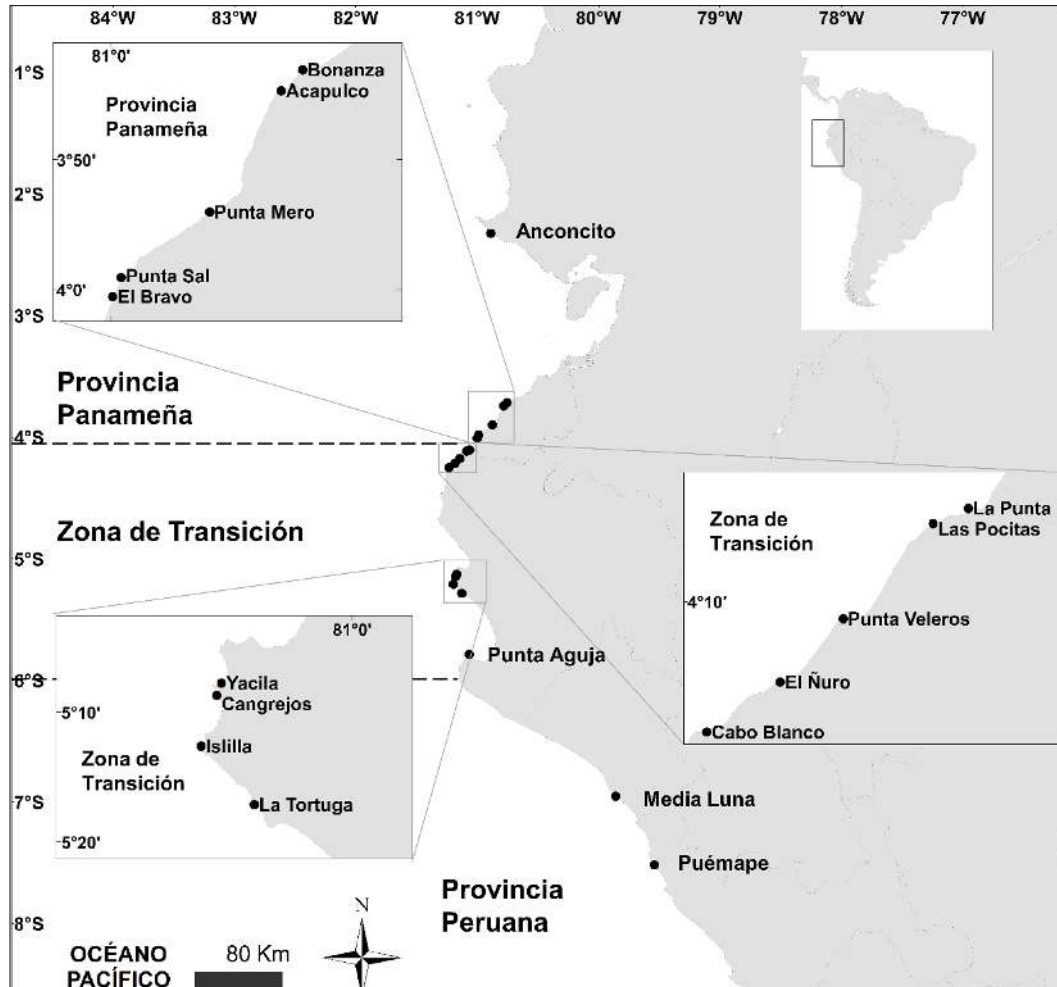 84°W 83°W 82°W 81°W 80°W 79°W 78°W 77°W
1°S
2°S
3°S
4°S
5°S
6°S
7°S
8°S
81°0'
Bonanza
Acapulco
Provincia
Panameña
3°50'
Punta Mero
Punta Sal
4°0'
El Bravo
Anconcito
Provincia
Panameña
Zona de Transición
Zona de
Transición
La Punta
Las Pocitas
4°10'
Punta Veleros
El Ñuro
Cabo Blanco
81°0'
Yacila
Cangrejos
5°10'
Islilla
Zona de
Transición
La Tortuga
5°20'
Punta Aguja
Media Luna
Puémape
Provincia
Peruana
N
OCÉANO
PACÍFICO
80 Km